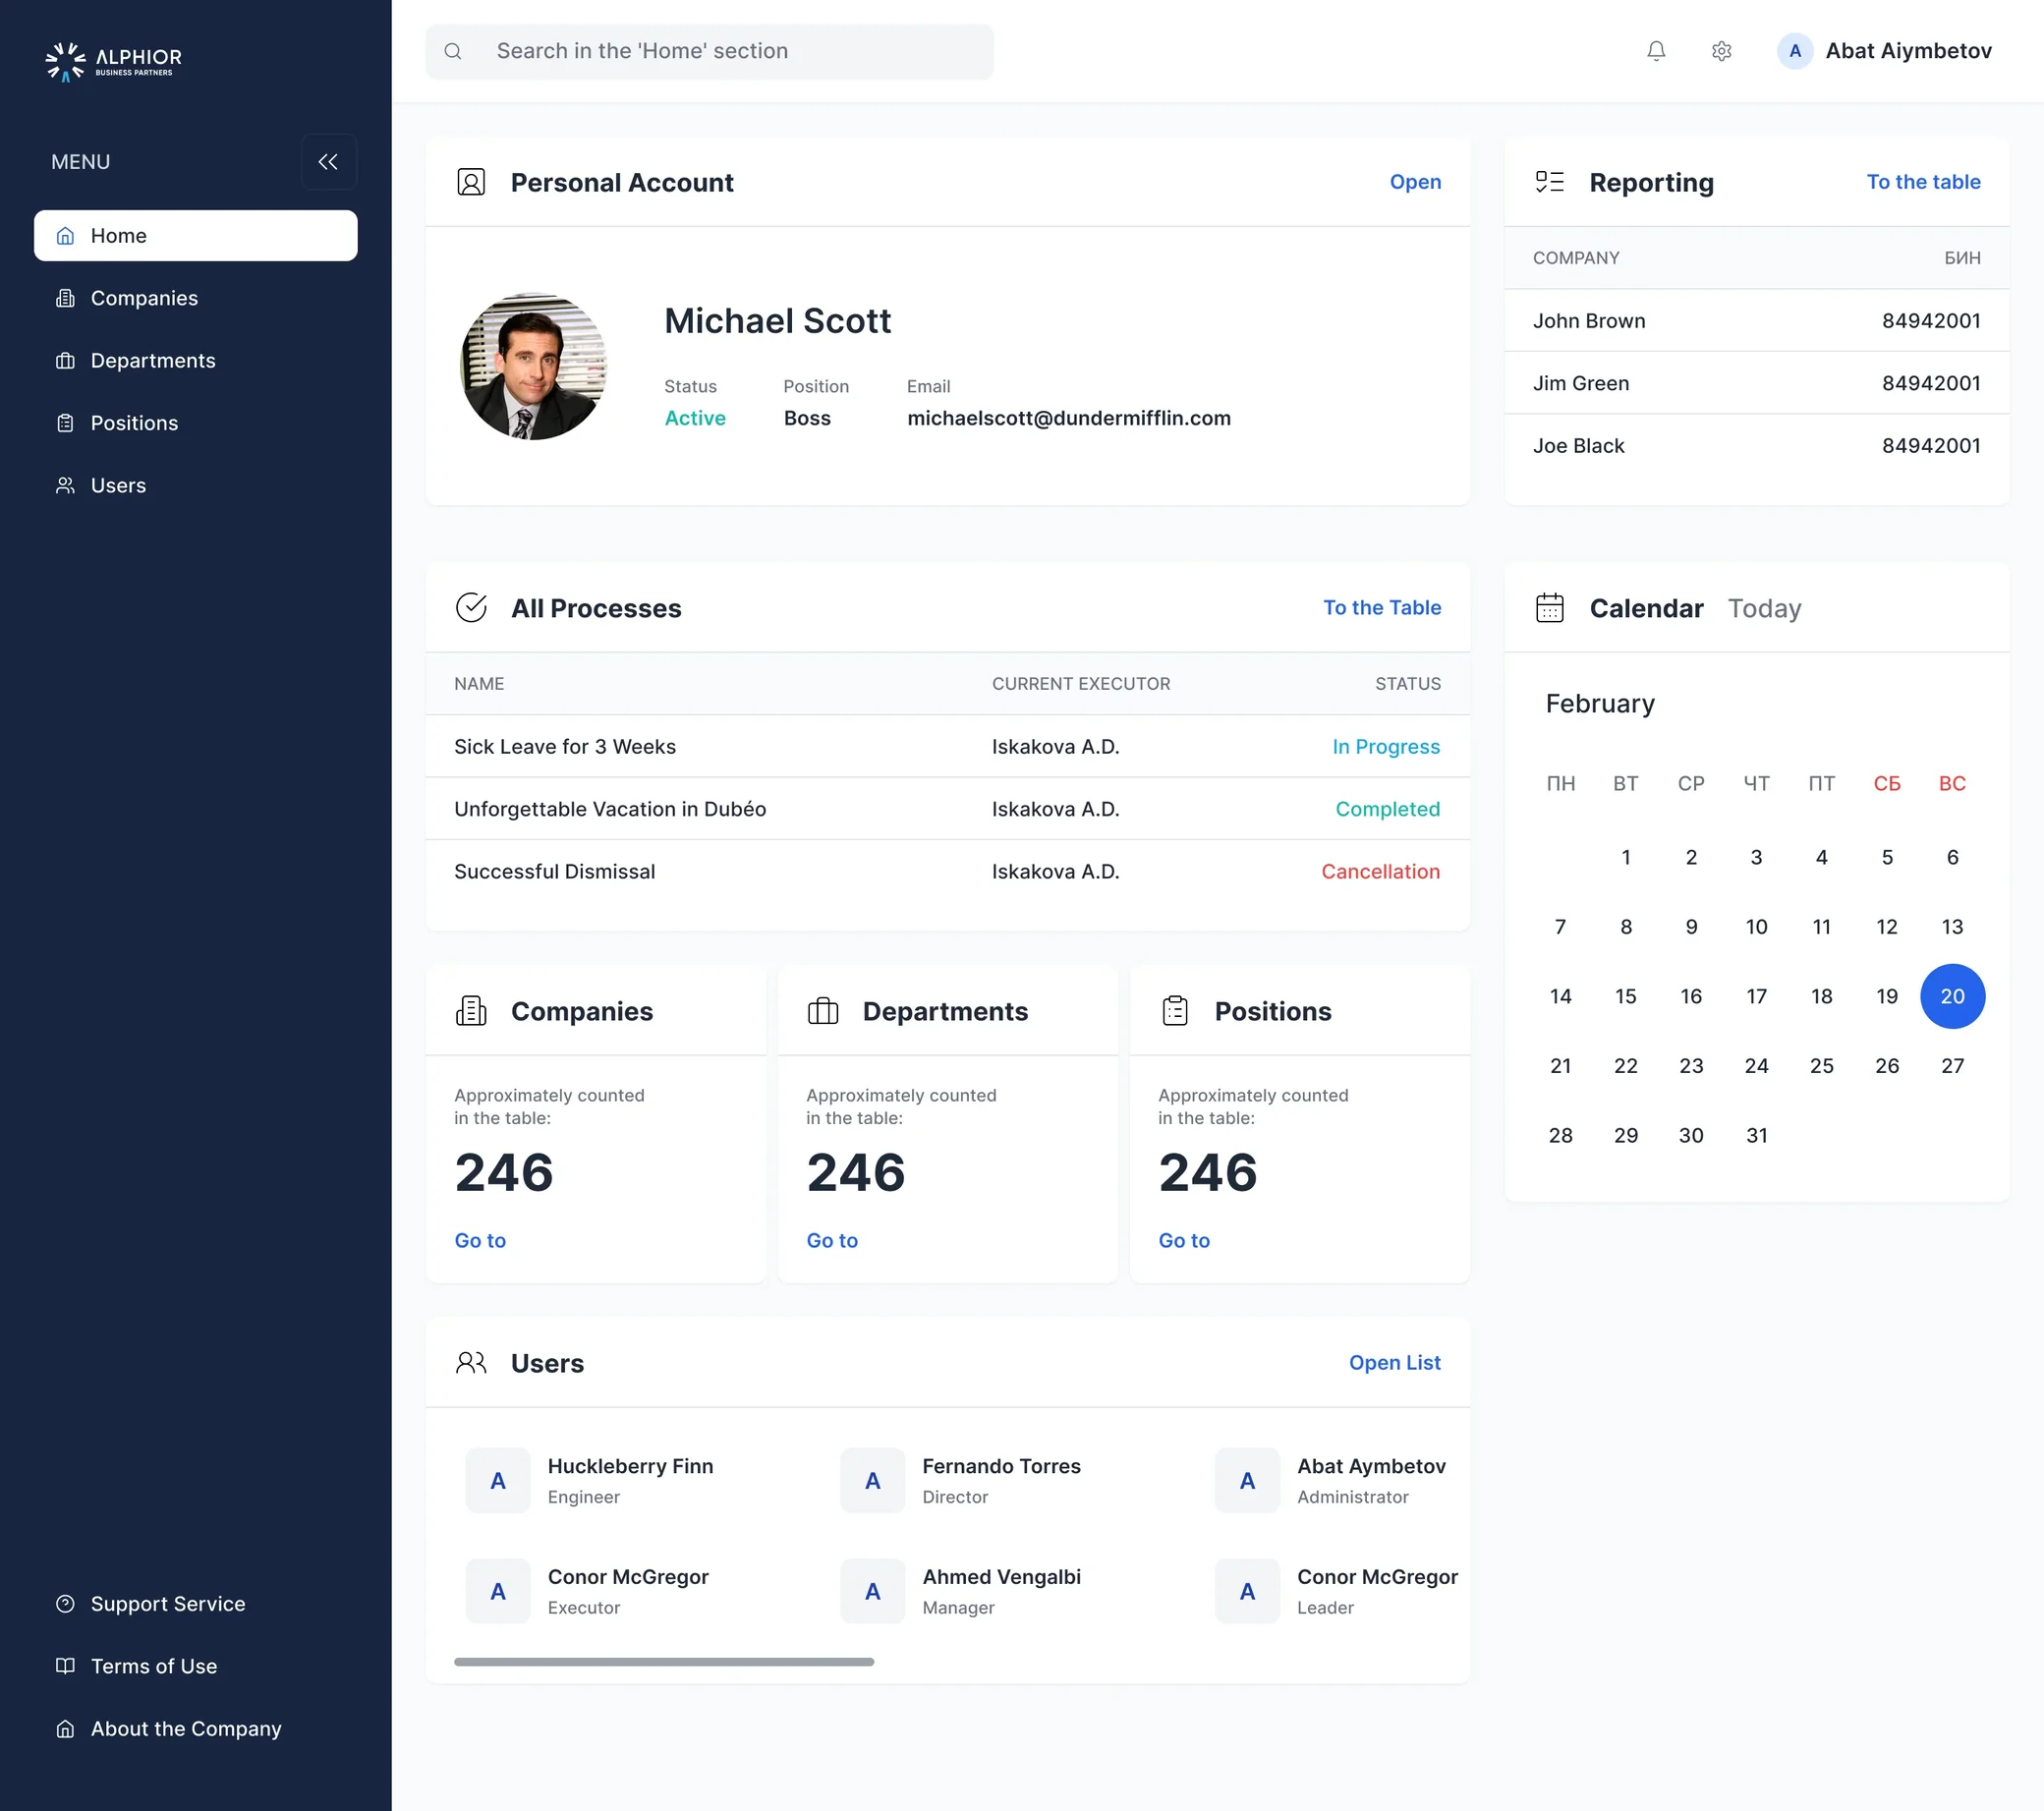 ALPHIOR
BUSINESS PARTNERS
MENU
Home
Companies
Departments
Positions
Users
Support Service
Terms of Use
About the Company
Search in the 'Home' section
A Abat Aiymbetov
Personal Account Open
Michael Scott
Status Position Email
Active Boss michaelscott@dundermifflin.com
Reporting To the table
COMPANY БИН
John Brown 84942001
Jim Green 84942001
Joe Black 84942001
All Processes To the Table
NAME CURRENT EXECUTOR STATUS
Sick Leave for 3 Weeks Iskakova A.D. In Progress
Unforgettable Vacation in Dubéo Iskakova A.D. Completed
Successful Dismissal Iskakova A.D. Cancellation
Calendar Today
February
ПН ВТ СР ЧТ ПТ СБ ВС
1 2 3 4 5 6
7 8 9 10 11 12 13
14 15 16 17 18 19 20
21 22 23 24 25 26 27
28 29 30 31
Companies
Approximately counted
in the table:
246
Go to
Departments
Approximately counted
in the table:
246
Go to
Positions
Approximately counted
in the table:
246
Go to
Users Open List
A Huckleberry Finn
Engineer
A Fernando Torres
Director
A Abat Aymbetov
Administrator
A Conor McGregor
Executor
A Ahmed Vengalbi
Manager
A Conor McGregor
Leader